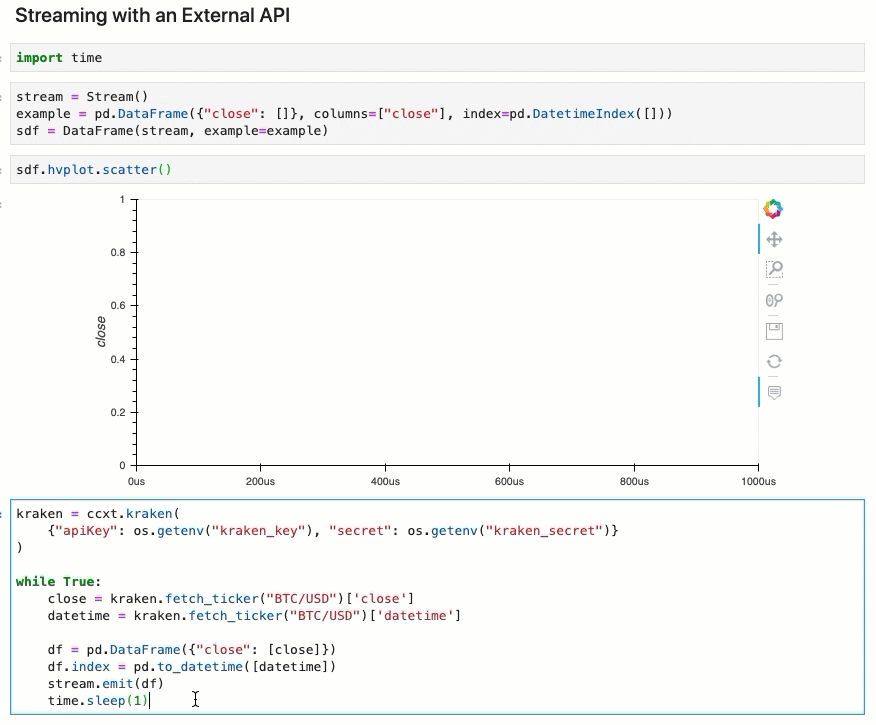 Streaming with an External API
import time
stream = Stream()
example = pd.DataFrame({"close": []}, columns=["close"], index=pd.DatetimeIndex([]))
sdf = DataFrame(stream, example=example)
sdf.hvplot.scatter()
1
0.8
0.6
0.4
0.2
0
close
0us 200us 400us 600us 800us 1000us
kraken = ccxt.kraken(
    {"apiKey": os.getenv("kraken_key"), "secret": os.getenv("kraken_secret")}
)
while True:
    close = kraken.fetch_ticker("BTC/USD")['close']
    datetime = kraken.fetch_ticker("BTC/USD")['datetime']
    df = pd.DataFrame({"close": [close]})
    df.index = pd.to_datetime([datetime])
    stream.emit(df)
    time.sleep(1)